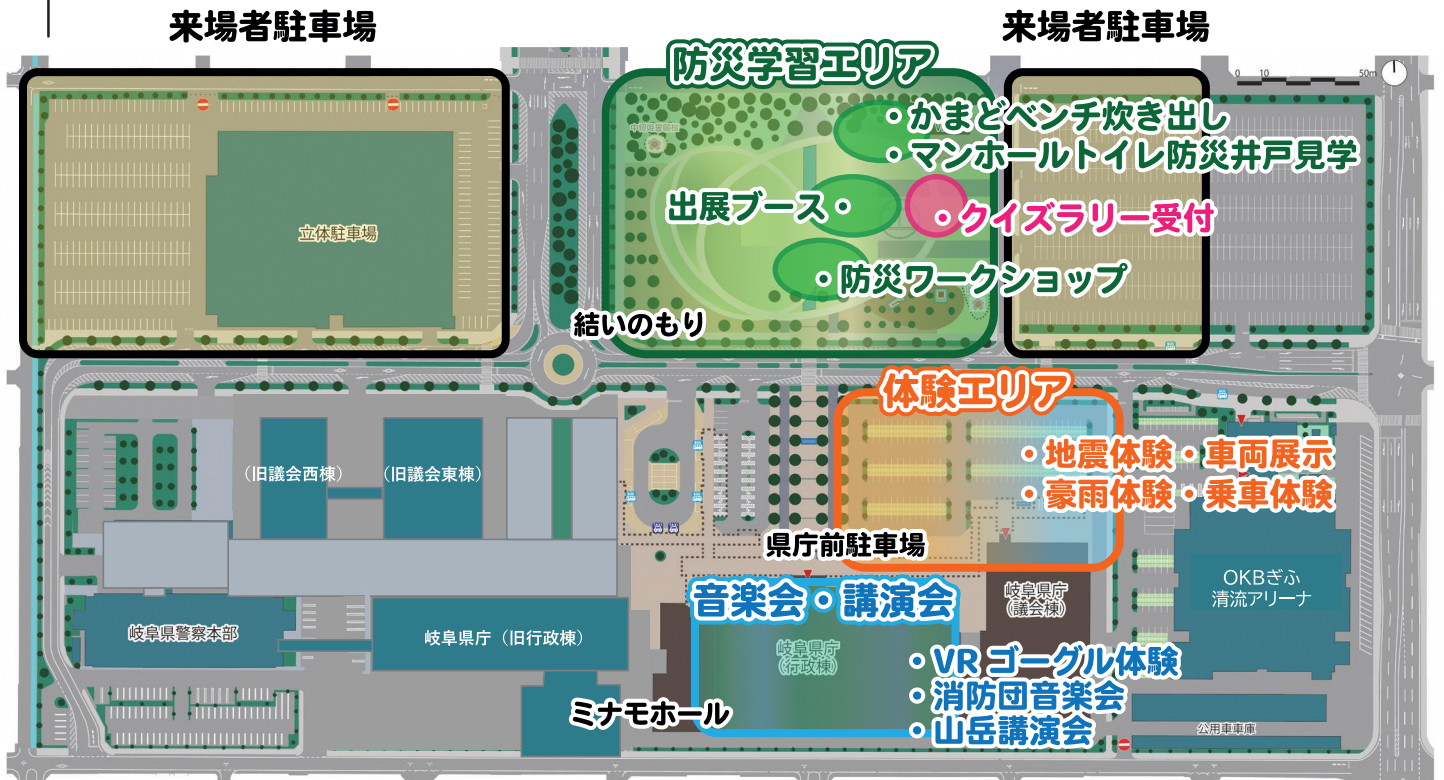 来場者駐車場
来場者駐車場
防災学習エリア
0 10 50m
・かまどベンチ炊き出し
・マンホールトイレ防災井戸見学
出展ブース・
・クイズラリー受付
・防災ワークショップ
立体駐車場
結いのもり
体験エリア
・地震体験・車両展示
・豪雨体験・乗車体験
(旧議会西棟)
(旧議会東棟)
県庁前駐車場
音楽会・講演会
岐阜県庁
(議会棟)
OKBぎふ
清流アリーナ
岐阜県警察本部
岐阜県庁(旧行政棟)
岐阜県庁
(行政棟)
・VR ゴーグル体験
・消防団音楽会
・山岳講演会
ミナモホール
公用車車庫